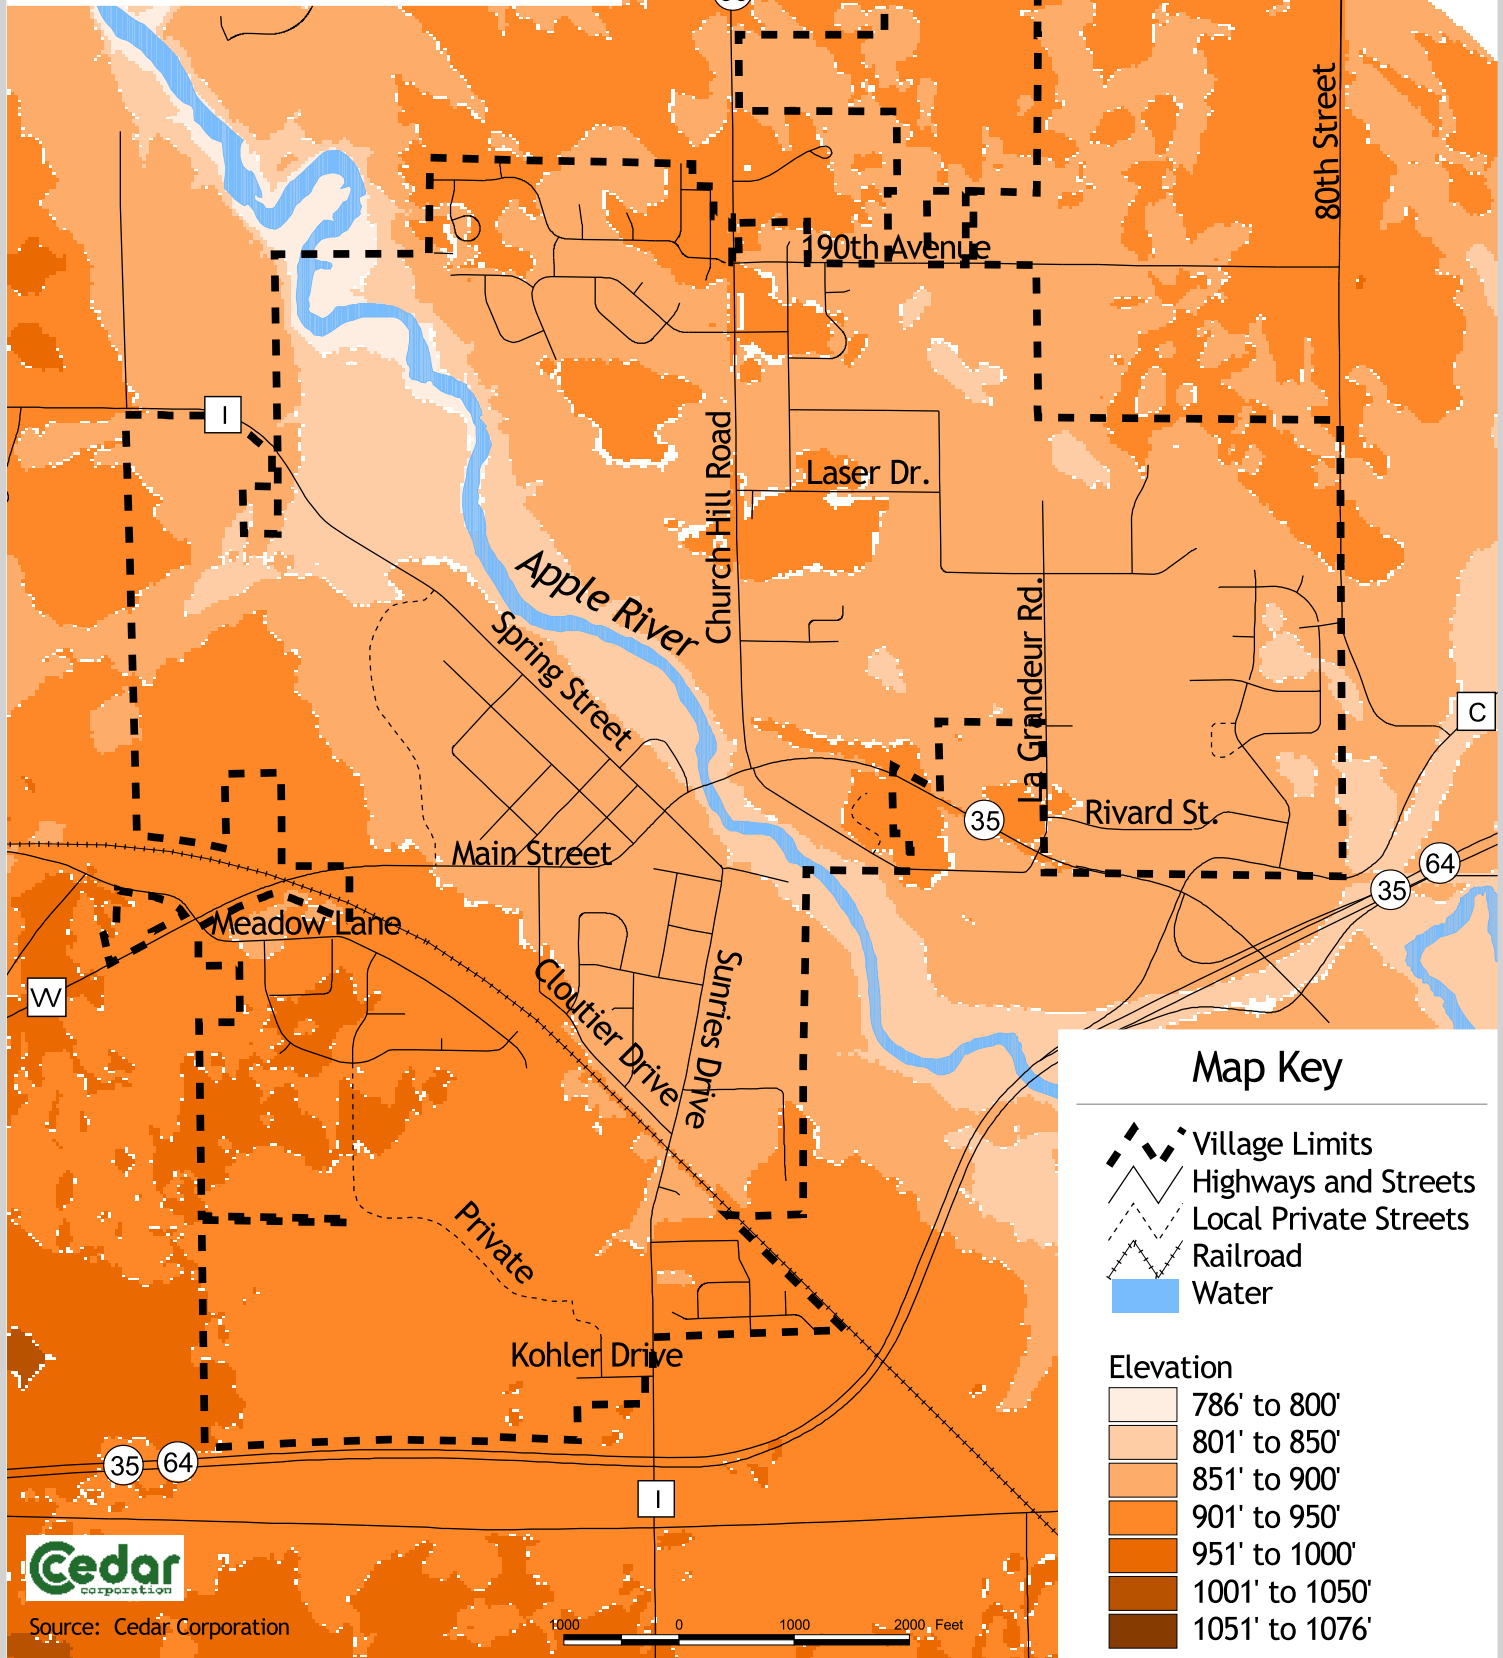 80th Street
190th Avenue
I
Church Hill Road
Laser Dr.
Apple River
Spring Street
La Grandeur Rd.
C
35
Rivard St.
Main Street
64
35
Meadow Lane
W
Cloutier Drive
Sunries Drive
Private
Kohler Drive
35
64
I
Map Key
Village Limits
Highways and Streets
Local Private Streets
Railroad
Water
Elevation
786' to 800'
801' to 850'
851' to 900'
901' to 950'
951' to 1000'
1001' to 1050'
1051' to 1076'
Cedar
corporation
Source: Cedar Corporation
1000 0 1000 2000 Feet